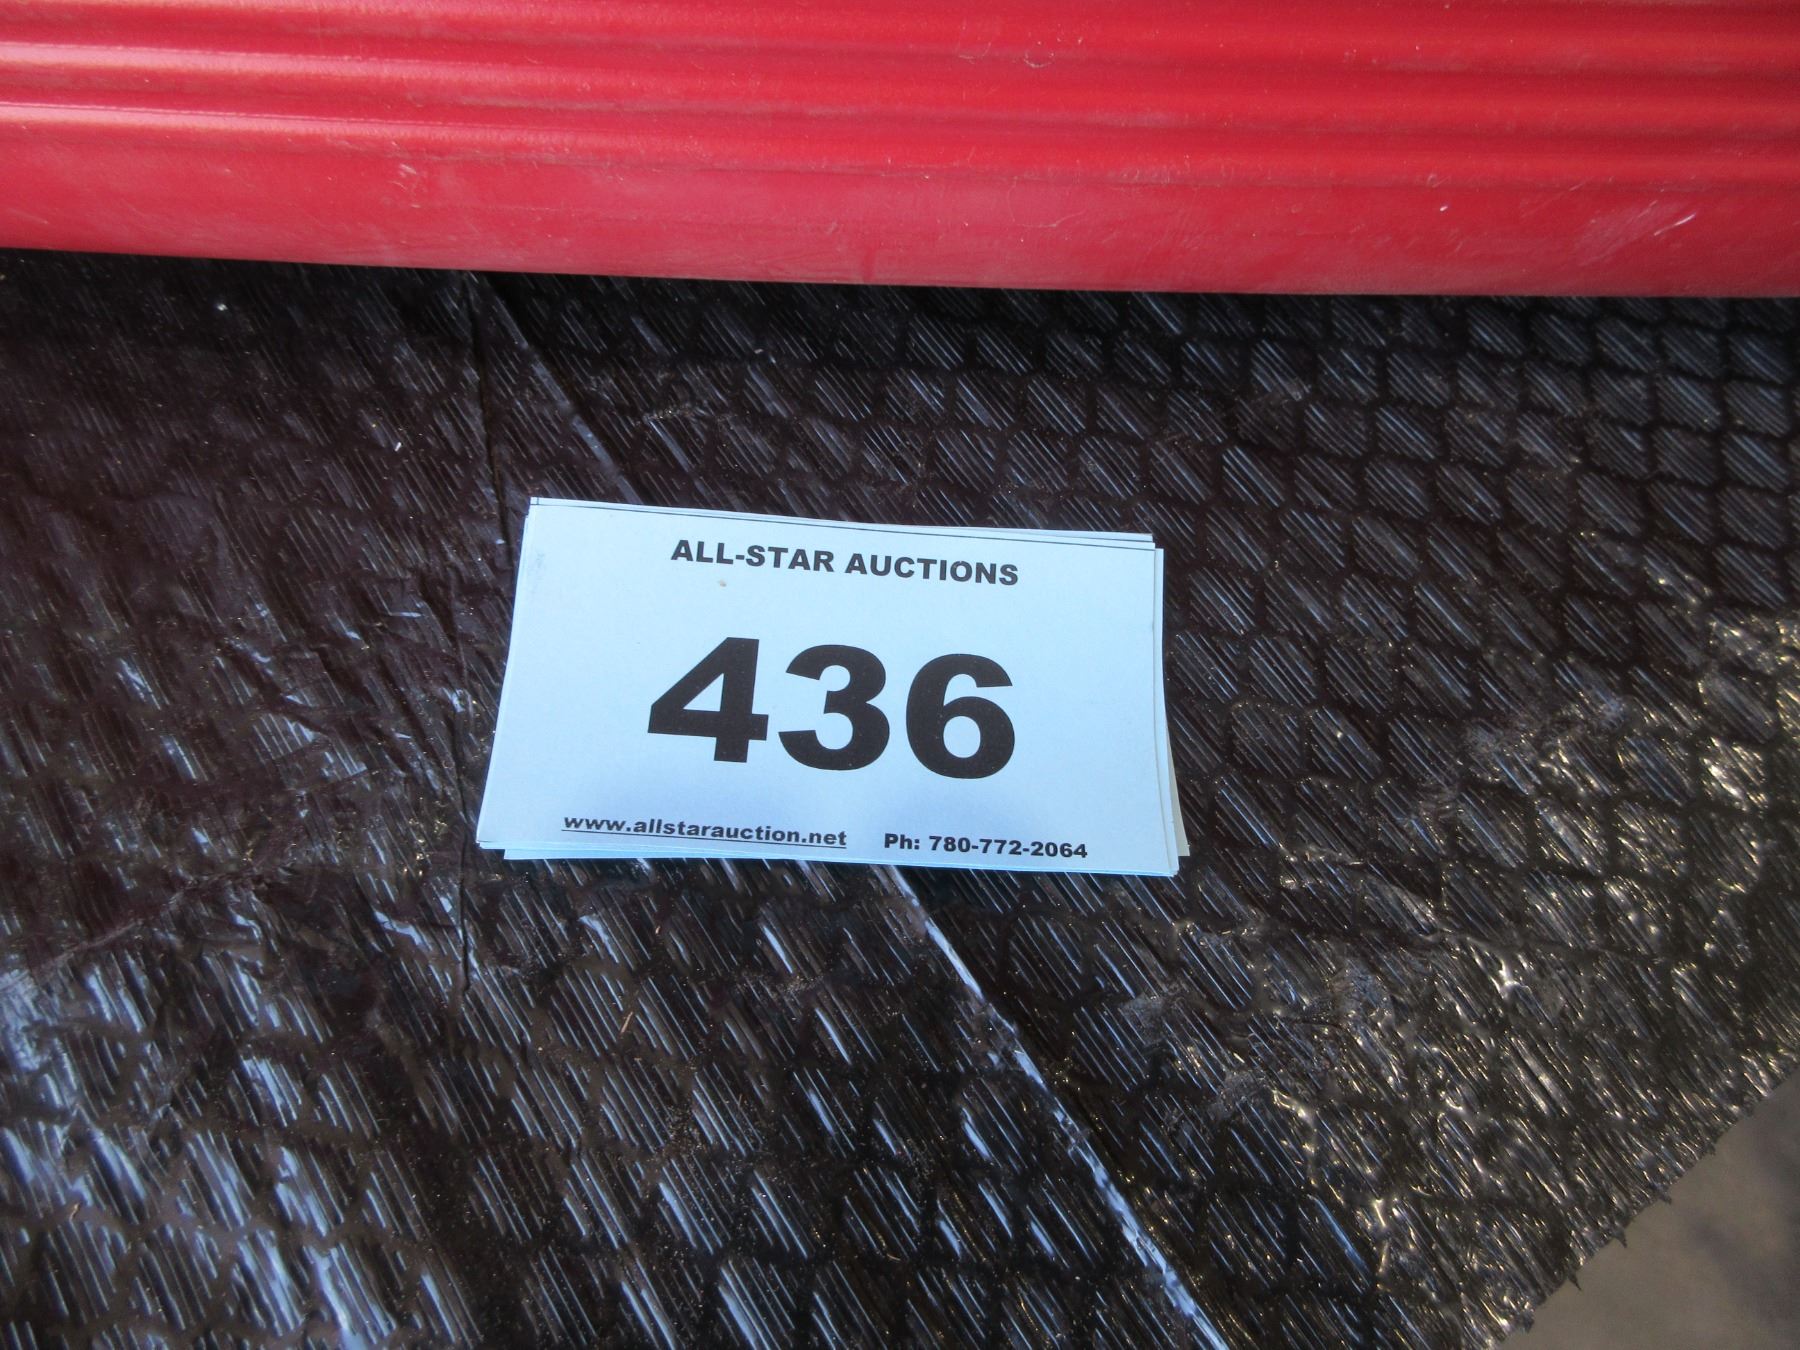 ALL-STAR AUCTIONS
436
www.allstarauction.net Ph: 780-772-2064